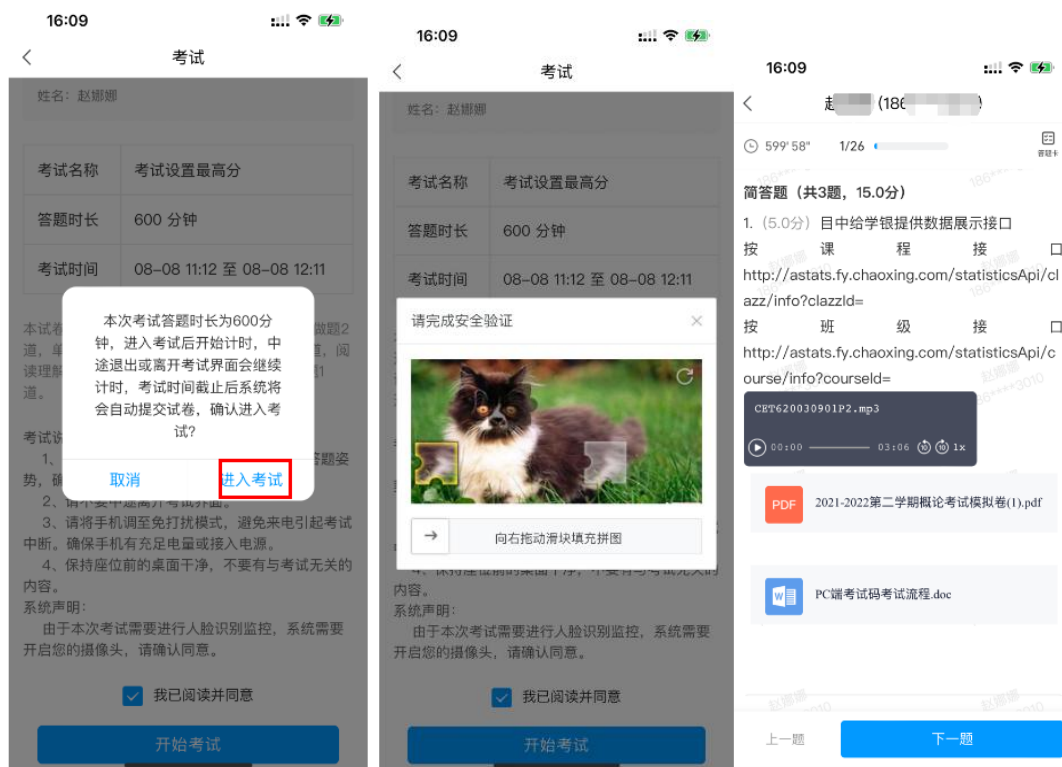 16:09
考试
姓名：赵娜娜
考试名称 考试设置最高分
答题时长 600 分钟
考试时间 08-08 11:12 至 08-08 12:11
本次考试答题时长为600分
钟，进入考试后开始计时，中
途退出或离开考试界面会继续
计时，考试时间截止后系统将
会自动提交试卷，确认进入考
试?
取消 进入考试
3、请将手机调至免打扰模式，避免来电引起考试
中断。确保手机有充足电量或接入电源。
4、保持座位前的桌面干净，不要有与考试无关的
内容。
系统声明：
由于本次考试需要进行人脸识别监控，系统需要
开启您的摄像头，请确认同意。
我已阅读并同意
开始考试
16:09
考试
姓名：赵娜娜
考试名称 考试设置最高分
答题时长 600 分钟
考试时间 08-08 11:12 至 08-08 12:11
请完成安全验证
向右拖动滑块填充拼图
内容。
系统声明：
由于本次考试需要进行人脸识别监控，系统需要
开启您的摄像头，请确认同意。
我已阅读并同意
开始考试
16:09
(186
599'58" 1/26
答题卡
简答题（共3题，15.0分）
1.（5.0分）目中给学银提供数据展示接口
按课程接口
http://astats.fy.chaoxing.com/statisticsApi/cl
azz/info?clazzId=
按班级接口
http://astats.fy.chaoxing.com/statisticsApi/c
ourse/info?courseId=
CET620030901P2.mp3
00:00 03:06 10 10 1x
PDF 2021-2022第二学期概论考试模拟卷(1).pdf
W PC端考试码考试流程.doc
上一题 下一题